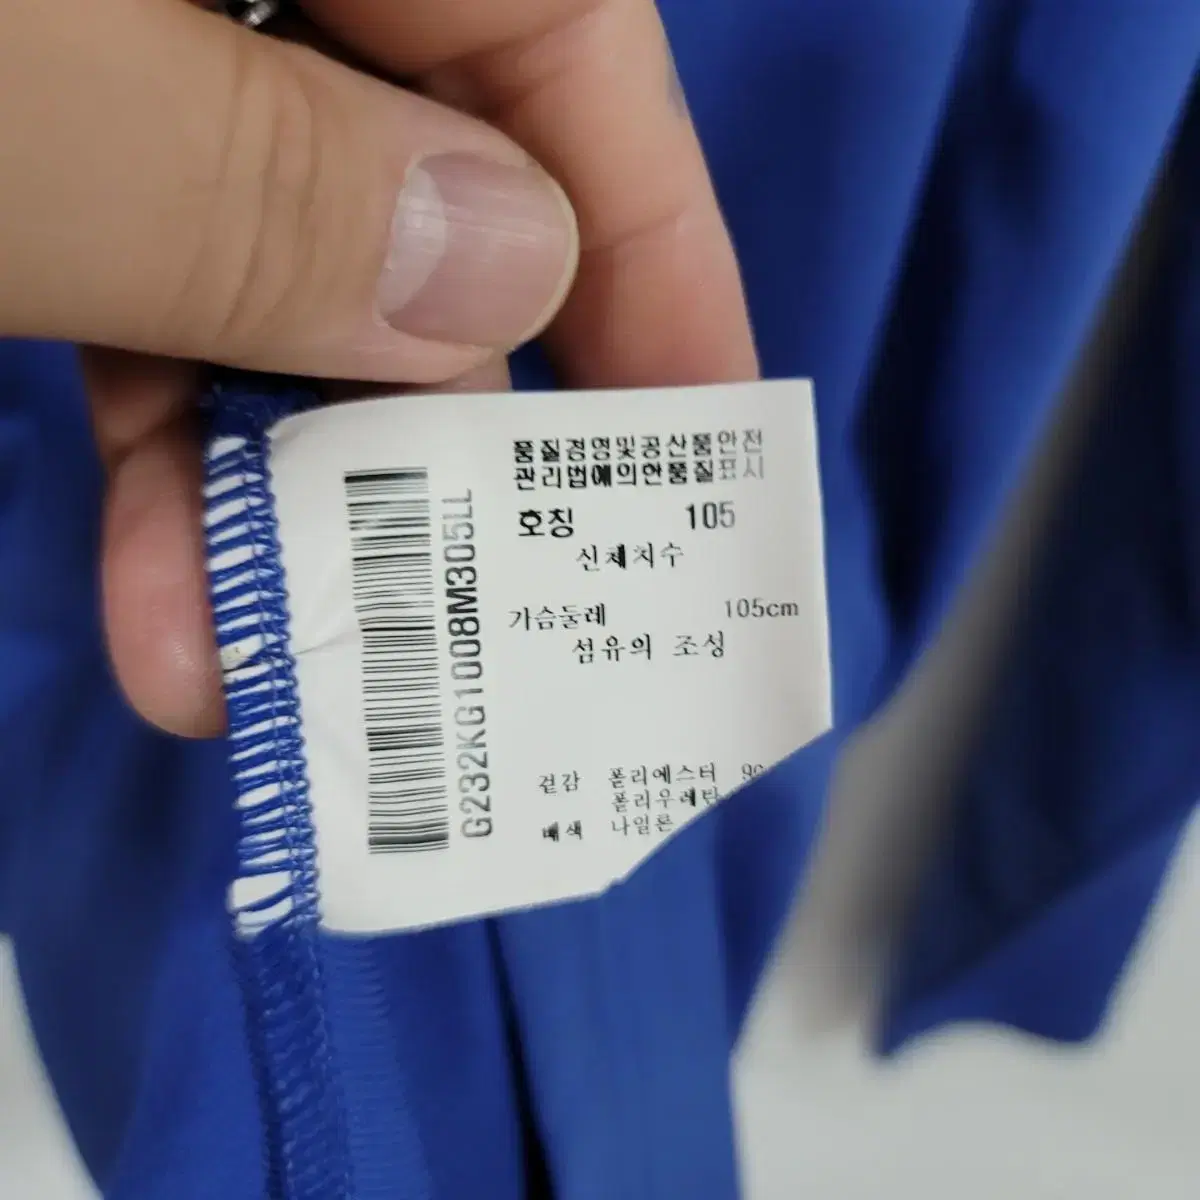 품질경영및공산품안전
관리법에의한품질표시
호칭 105
신체치수
가슴둘레 105cm
섬유의 조성
겉감 폴리에스터
폴리우레탄
배색 나일론
G232KG1008M305LL